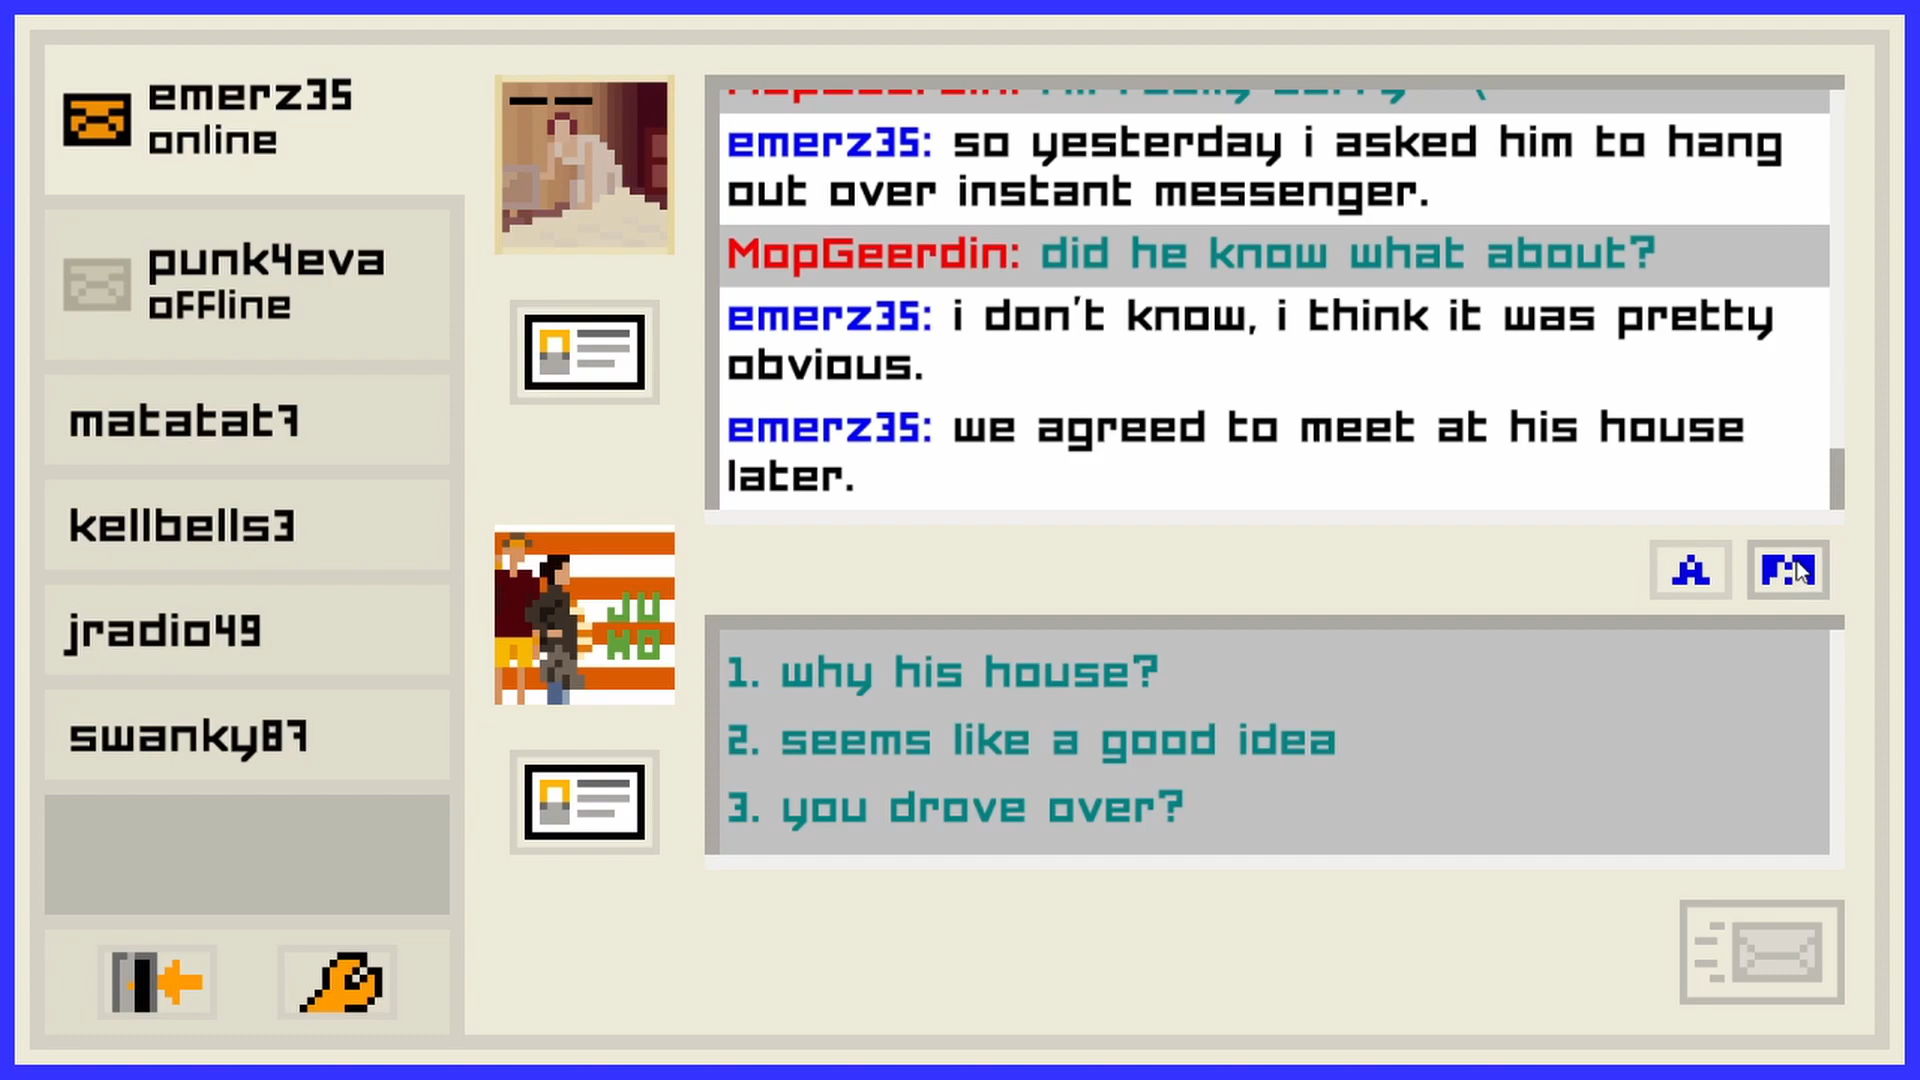 emerz35
online
punk4eva
offline
matatat7
kellbells3
jradio49
swanky87
emerz35: so yesterday i asked him to hang
out over instant messenger.
MopGeerdin: did he know what about?
emerz35: i don't know, i think it was pretty
obvious.
emerz35: we agreed to meet at his house
later.
A
JU
NO
1. why his house?
2. seems like a good idea
3. you drove over?